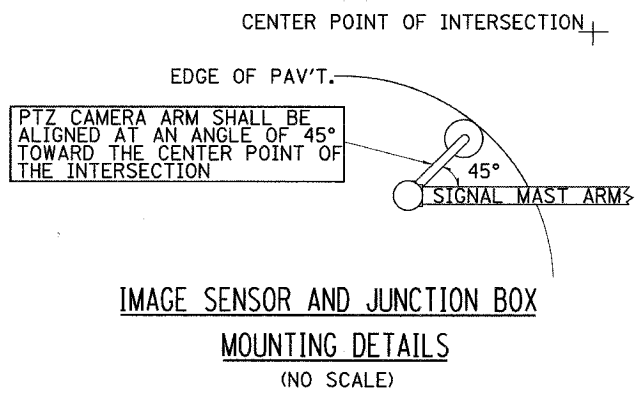 CENTER POINT OF INTERSECTION
EDGE OF PAV'T.
PTZ CAMERA ARM SHALL BE
ALIGNED AT AN ANGLE OF 45°
TOWARD THE CENTER POINT OF
THE INTERSECTION
45°
SIGNAL MAST ARM
IMAGE SENSOR AND JUNCTION BOX
MOUNTING DETAILS
(NO SCALE)